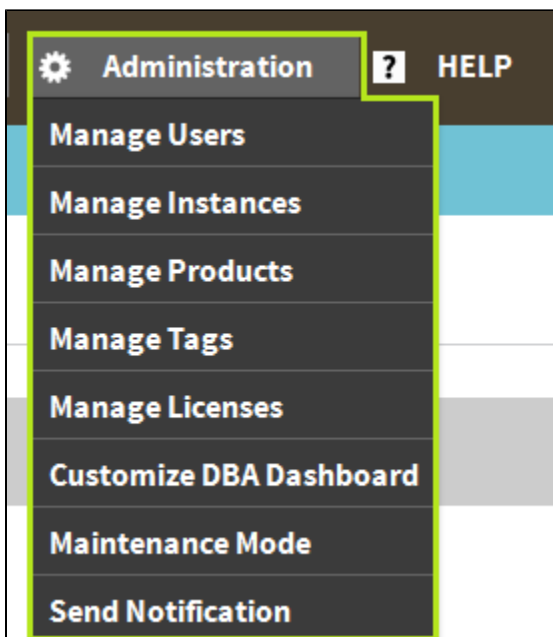 Administration ? HELP
Manage Users
Manage Instances
Manage Products
Manage Tags
Manage Licenses
Customize DBA Dashboard
Maintenance Mode
Send Notification